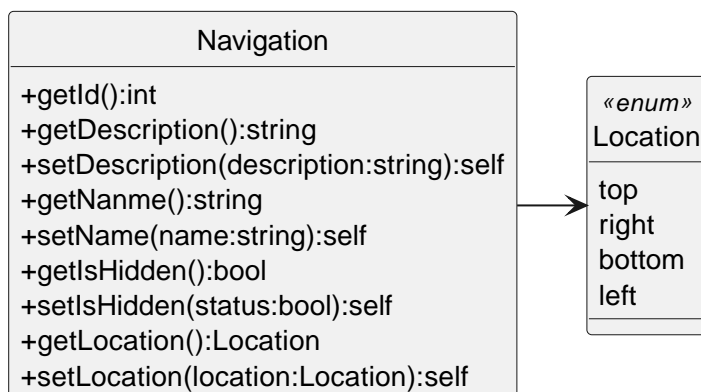 Navigation
+getId():int
+getDescription():string
+setDescription(description:string):self
+getNanme():string
+setName(name:string):self
+getIsHidden():bool
+setIsHidden(status:bool):self
+getLocation():Location
+setLocation(location:Location):self
«enum»
Location
top
right
bottom
left